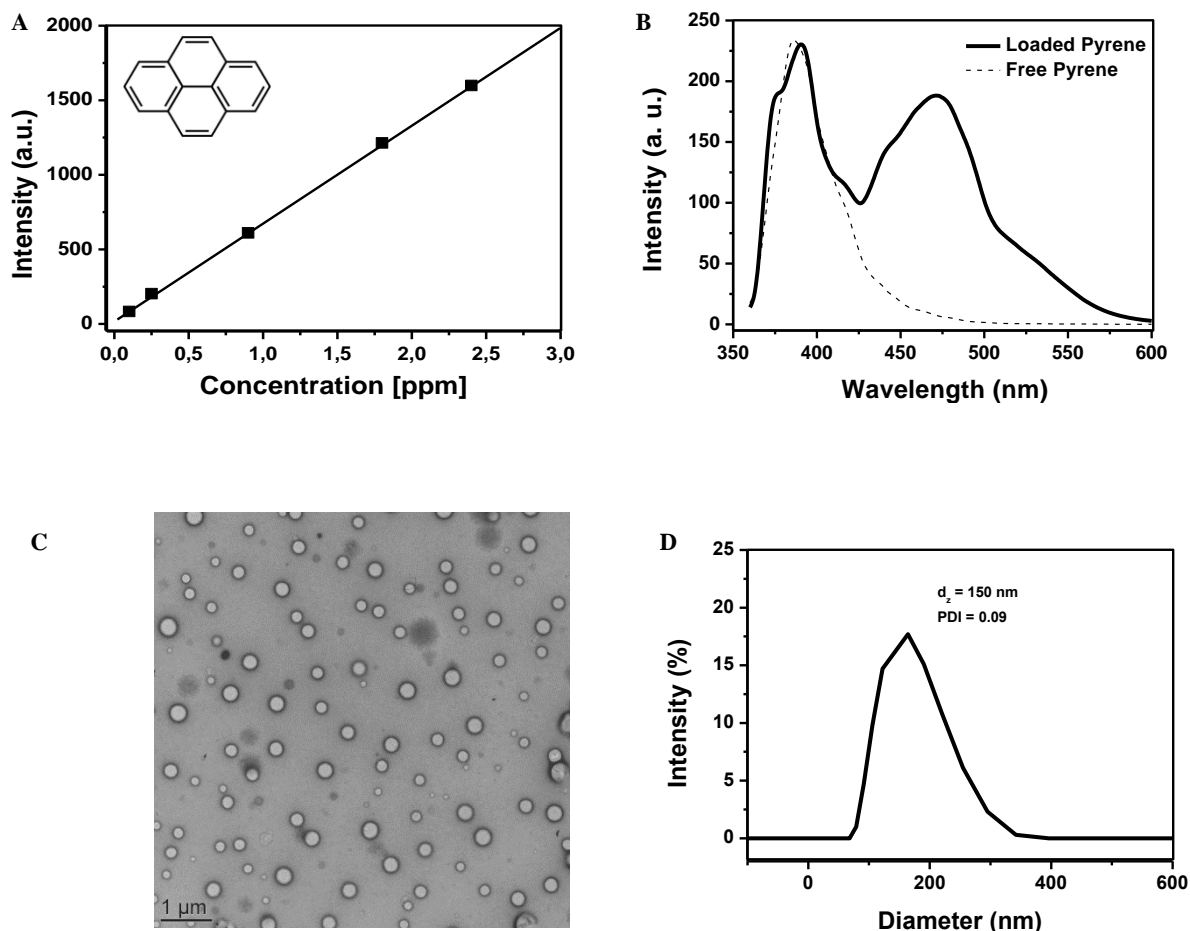 A
2000
1500
1000
500
0
Intensity (a.u.)
0,0 0,5 1,0 1,5 2,0 2,5 3,0
Concentration [ppm]
B
250
200
150
100
50
0
Intensity (a. u.)
Loaded Pyrene
Free Pyrene
350 400 450 500 550 600
Wavelength (nm)
C
1 µm
D
25
20
15
10
5
0
Intensity (%)
d_z = 150 nm
PDI = 0.09
0 200 400 600
Diameter (nm)